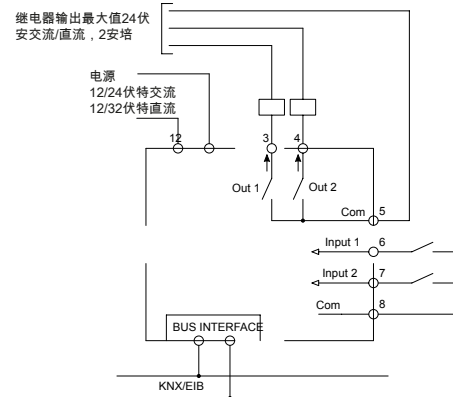 继电器输出最大值24伏
安交流/直流，2安培
电源
12/24伏特交流
12/32伏特直流
12
3
4
Out 1
Out 2
Com
5
Input 1
6
Input 2
7
Com
8
BUS INTERFACE
KNX/EIB